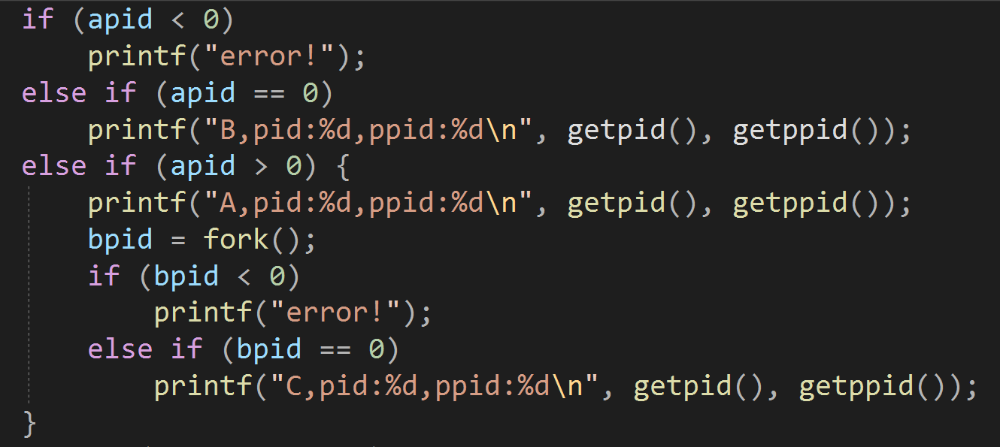 if (apid < 0)
    printf("error!");
else if (apid == 0)
    printf("B,pid:%d,ppid:%d\n", getpid(), getppid());
else if (apid > 0) {
    printf("A,pid:%d,ppid:%d\n", getpid(), getppid());
    bpid = fork();
    if (bpid < 0)
        printf("error!");
    else if (bpid == 0)
        printf("C,pid:%d,ppid:%d\n", getpid(), getppid());
}